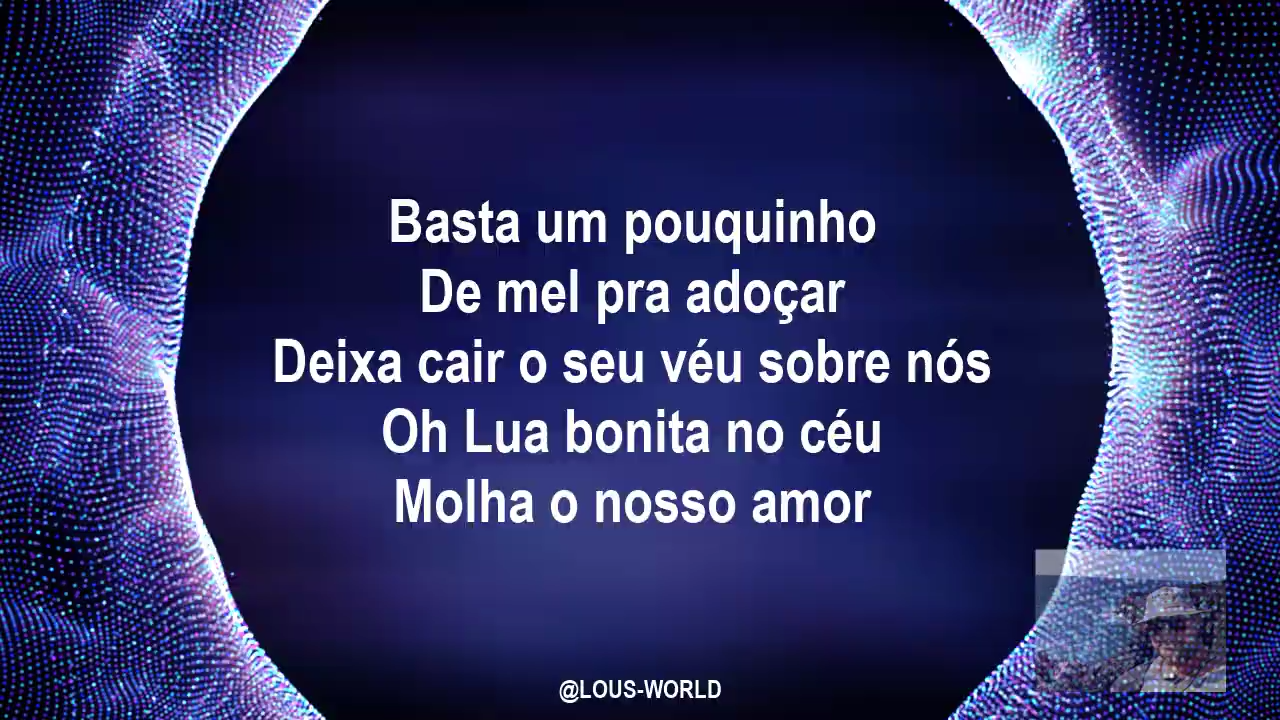 Basta um pouquinho
De mel pra adoçar
Deixa cair o seu véu sobre nós
Oh Lua bonita no céu
Molha o nosso amor
@LOUS-WORLD